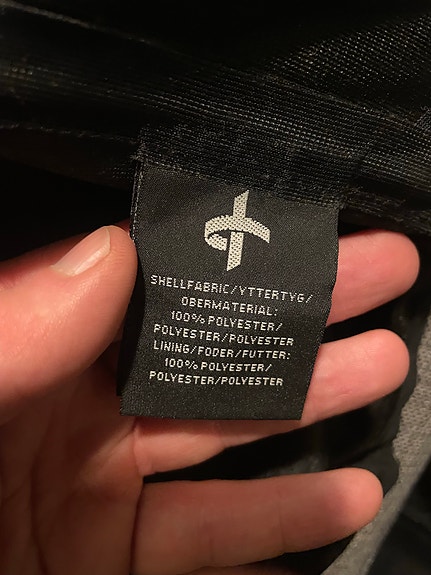 SHELLFABRIC/YTTERTYG/
OBERMATERIAL:
100% POLYESTER/
POLYESTER/POLYESTER
LINING/FODER/FUTTER:
100% POLYESTER/
POLYESTER/POLYESTER